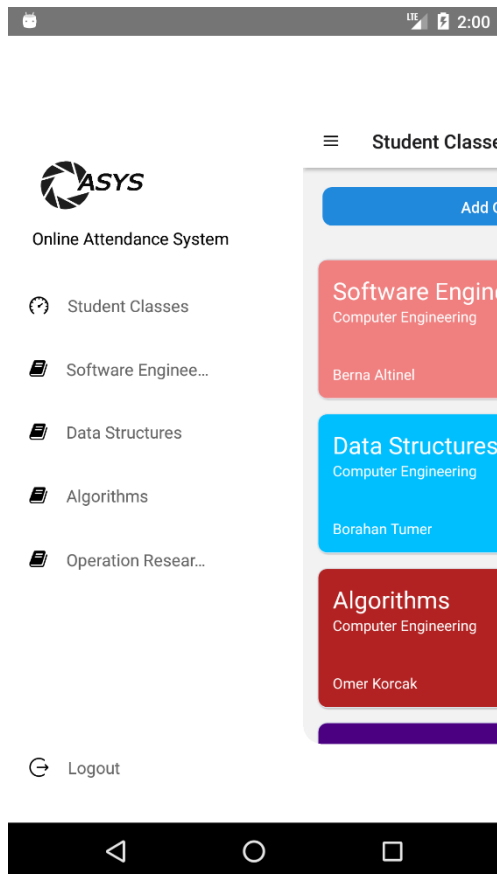 LTE 2:00
ASYS
Online Attendance System
Student Classes
Software Enginee...
Data Structures
Algorithms
Operation Resear...
Logout
Student Classe
Add
Software Engin
Computer Engineering
Berna Altinel
Data Structures
Computer Engineering
Borahan Tumer
Algorithms
Computer Engineering
Omer Korcak